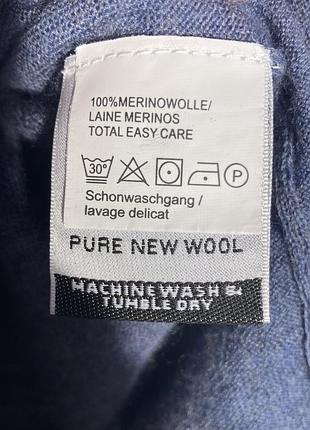 100%MERINOWOLLE/
LAINE MERINOS
TOTAL EASY CARE
30° P
Schonwaschgang /
lavage delicat
PURE NEW WOOL
MACHINE WASH &
TUMBLE DRY